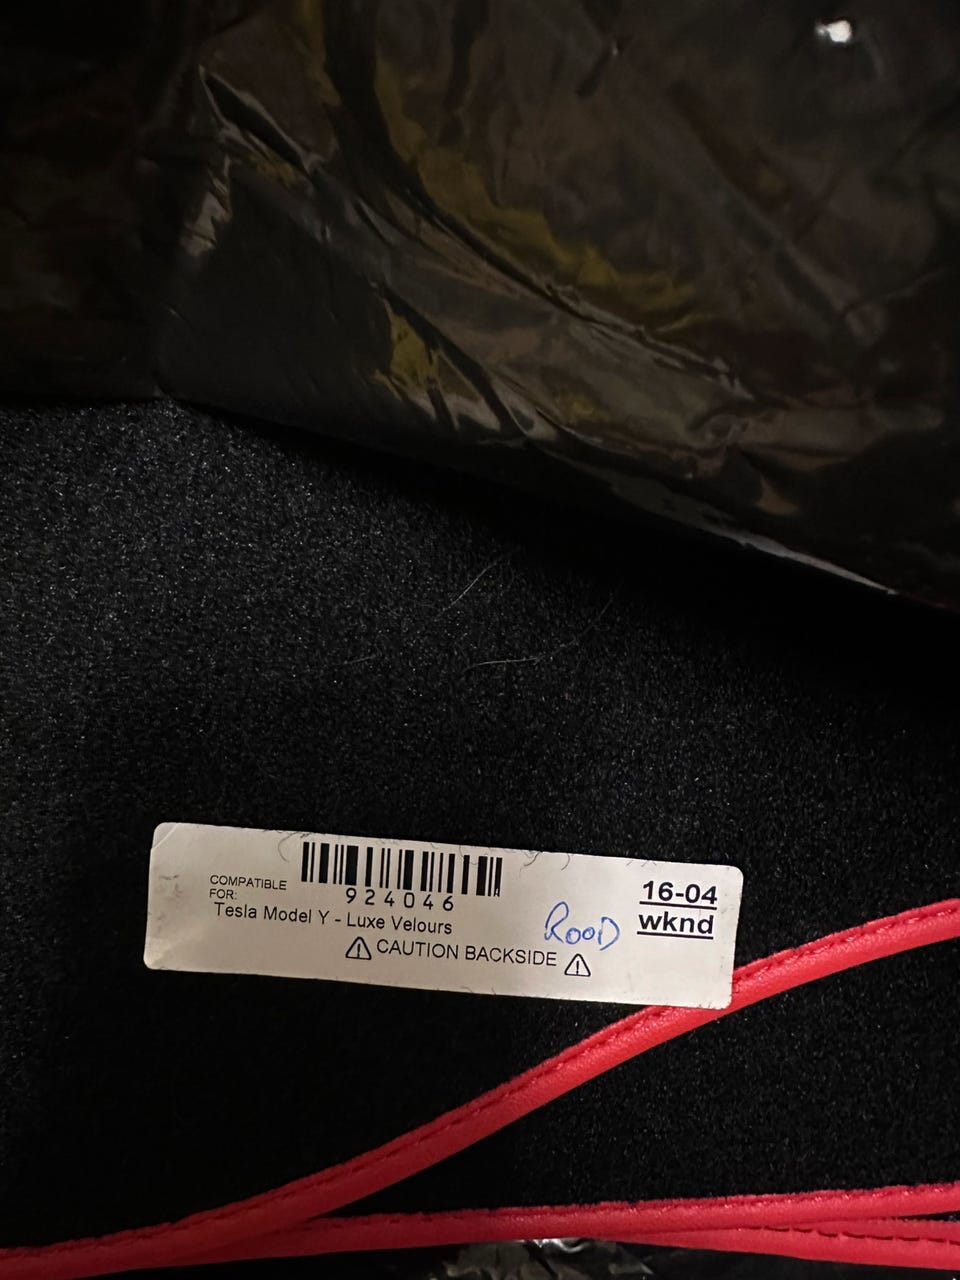 924046
COMPATIBLE
FOR:
Tesla Model Y - Luxe Velours
⚠ CAUTION BACKSIDE ⚠
ROOD
16-04
wknd